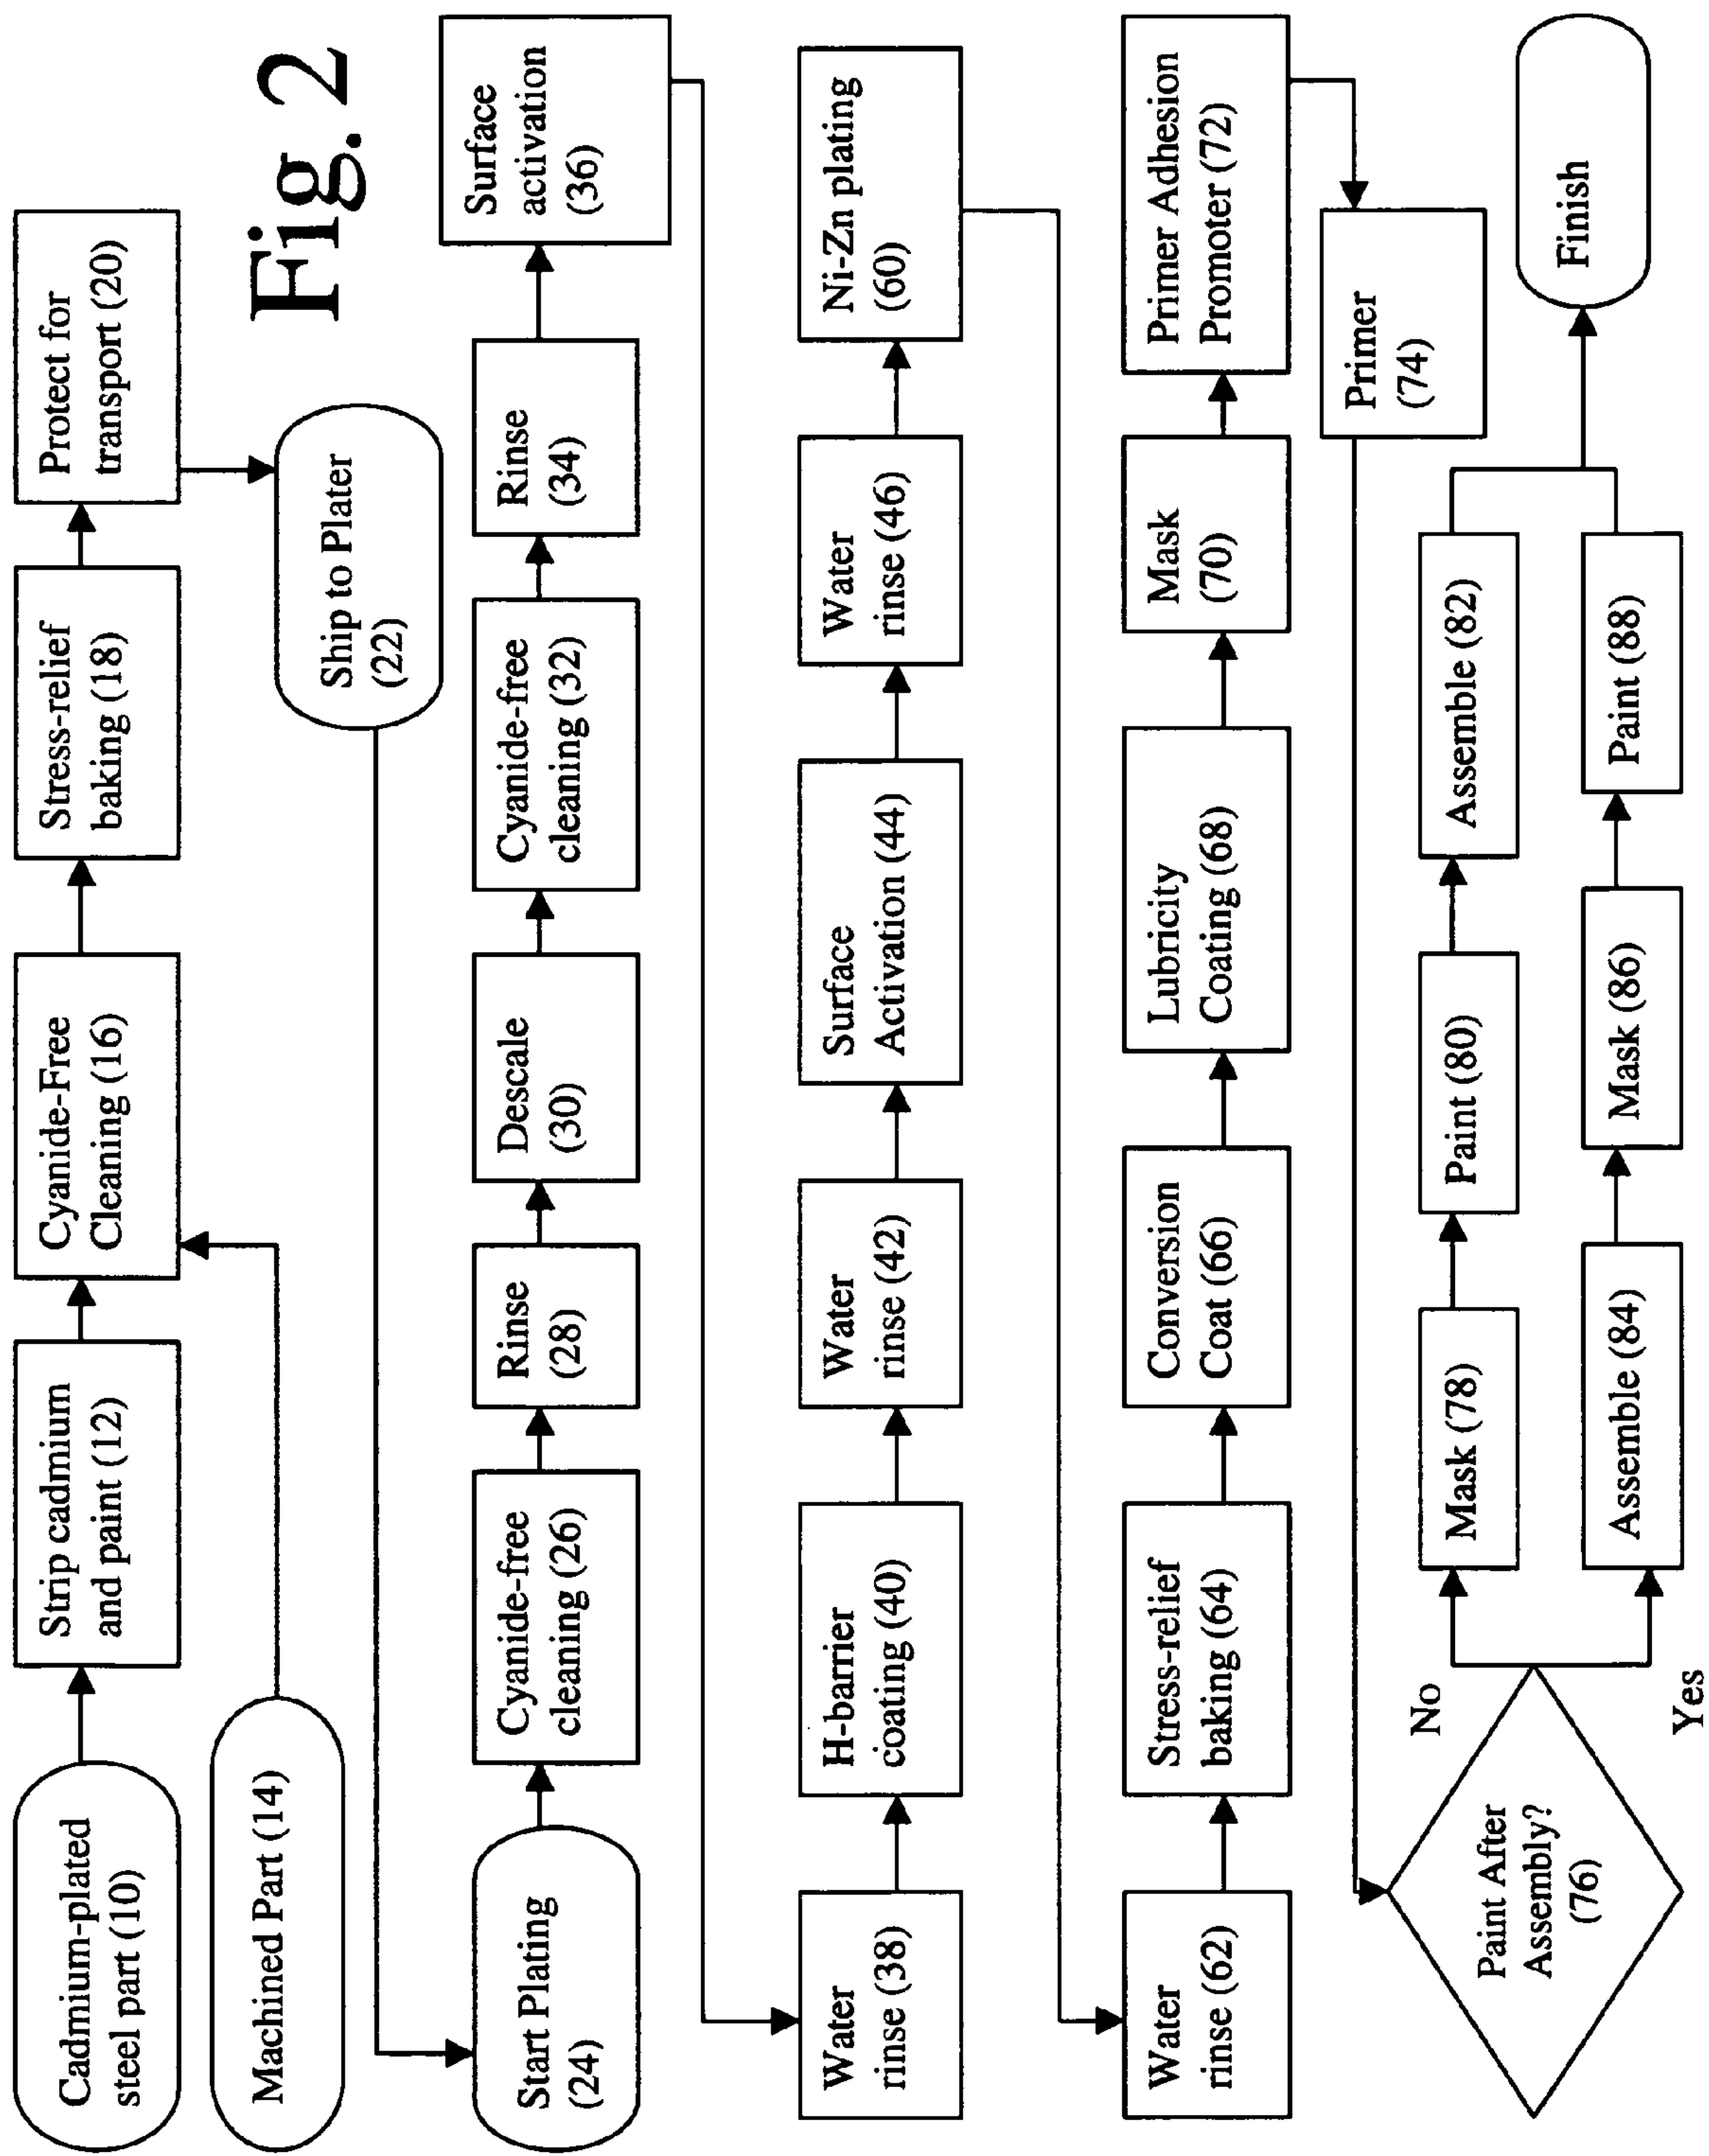 Fig. 2
Cadmium-plated
steel part (10)
Strip cadmium
and paint (12)
Cyanide-Free
Cleaning (16)
Stress-relief
baking (18)
Protect for
transport (20)
Machined Part (14)
Ship to Plater
(22)
Start Plating
(24)
Cyanide-free
cleaning (26)
Rinse
(28)
Descale
(30)
Cyanide-free
cleaning (32)
Rinse
(34)
Surface
activation
(36)
Water
rinse (38)
H-barrier
coating (40)
Water
rinse (42)
Surface
Activation (44)
Water
rinse (46)
Ni-Zn plating
(60)
Water
rinse (62)
Stress-relief
baking (64)
Conversion
Coat (66)
Lubricity
Coating (68)
Mask
(70)
Primer Adhesion
Promoter (72)
Primer
(74)
Paint After
Assembly?
(76)
No
Mask (78)
Paint (80)
Assemble (82)
Yes
Assemble (84)
Mask (86)
Paint (88)
Finish